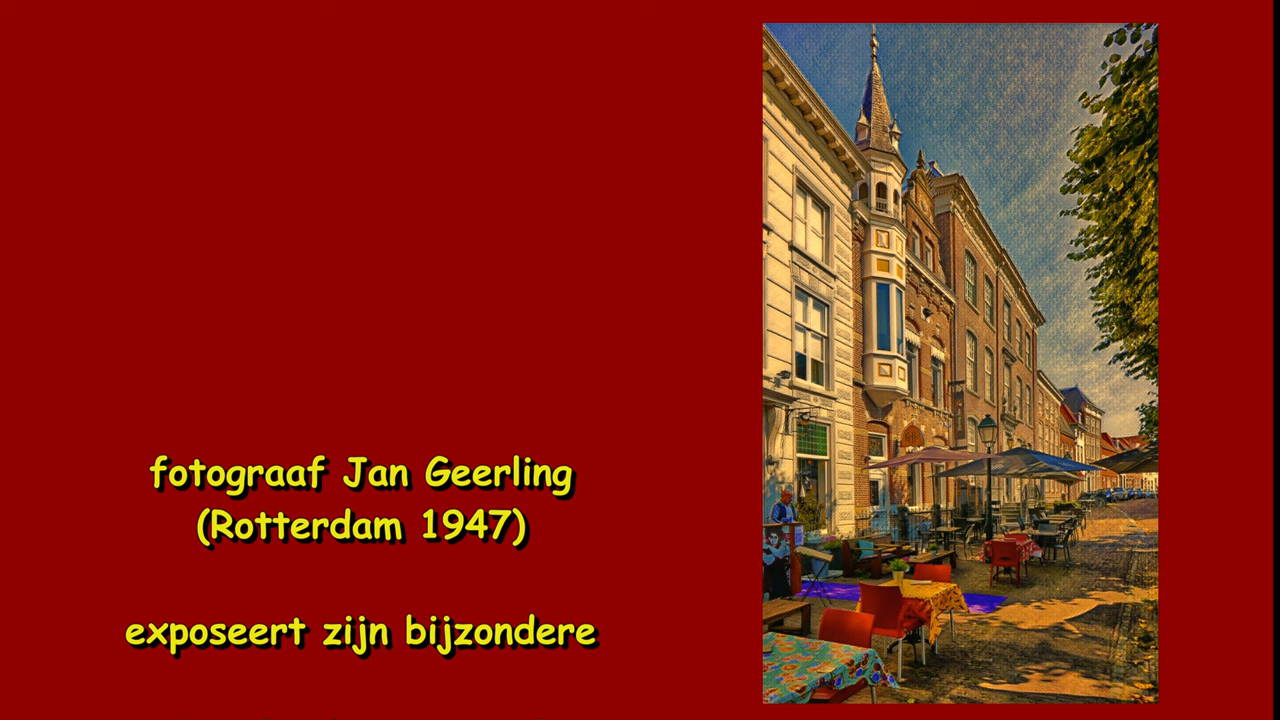 fotograaf Jan Geerling
(Rotterdam 1947)
exposeert zijn bijzondere